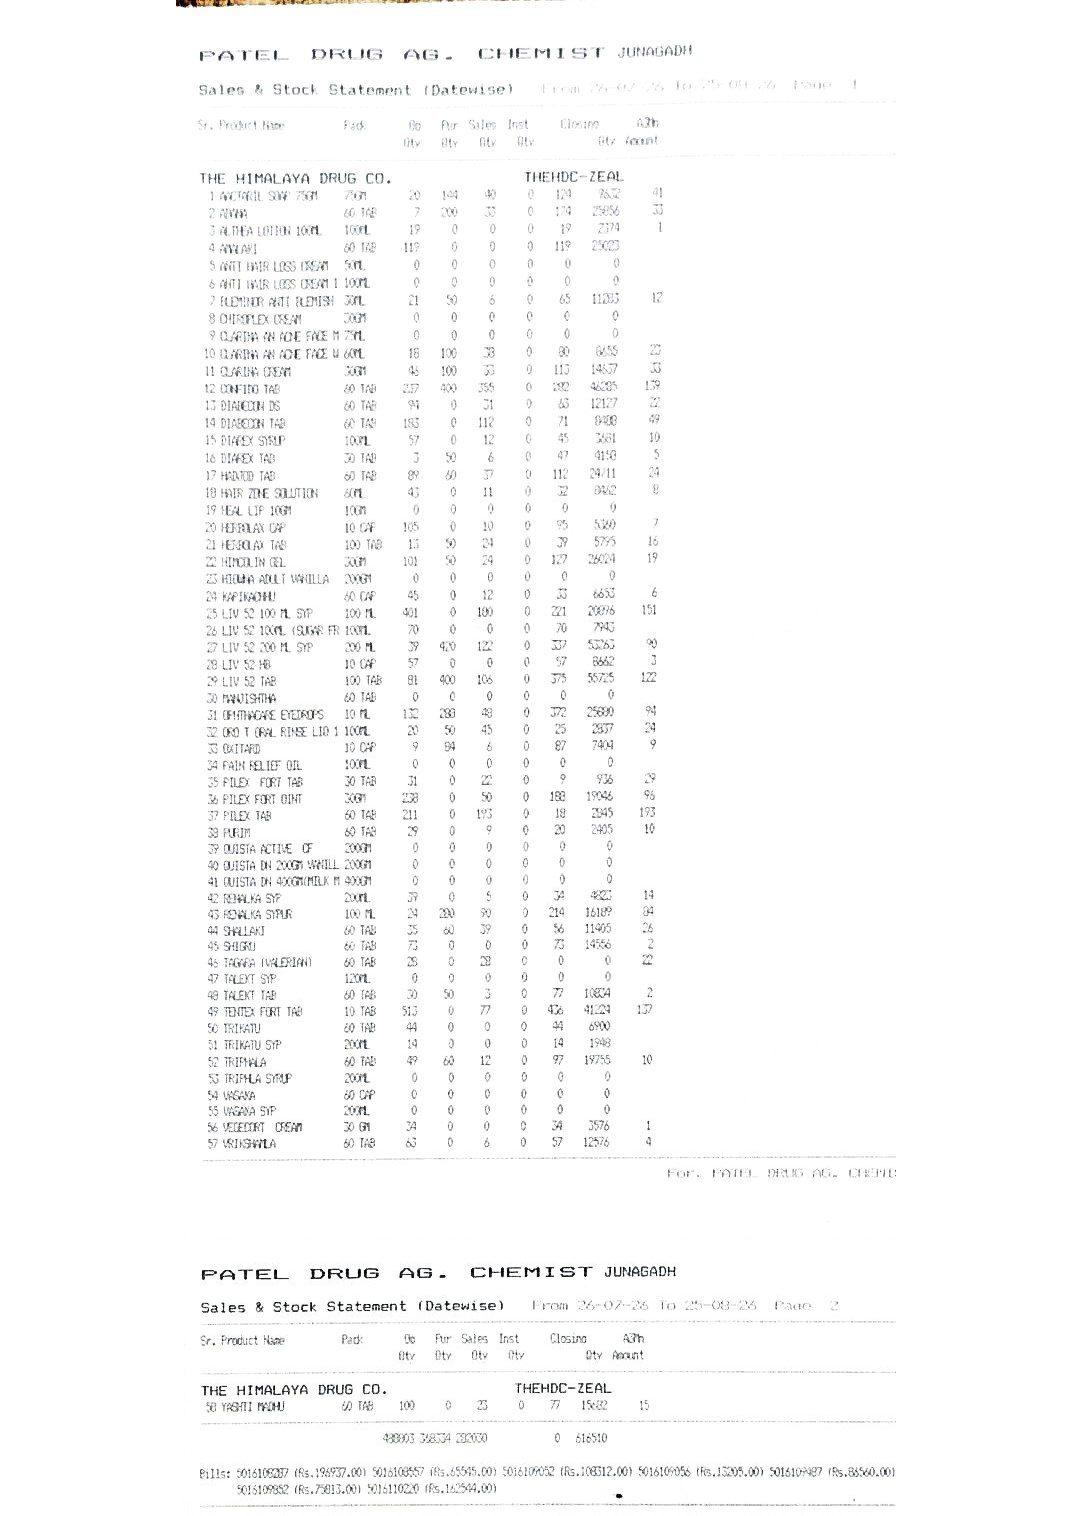 PATEL DRUG AG. CHEMIST JUNAGADH
Sales & Stock Statement (Datewise) From 26-07-26 To 25-08-26 Page 1
Sr. Product Name Pack Op Pur Sales Inst Closing A3Mn
Qty Qty Qty Qty Qty Amount
THE HIMALAYA DRUG CO. THEHDC-ZEAL
1 SOAP 75GM 75GM 20 144 40 0 124 9632 41
2 60 TAB 7 200 33 0 174 25856 33
3 ALTHEA LOTION 100ML 100ML 19 0 0 0 19 2374 1
4 AMALAKI 60 TAB 119 0 0 0 119 25023
5 ANTI HAIR LOSS CREAM 50ML 0 0 0 0 0 0
6 ANTI HAIR LOSS CREAM 1 100ML 0 0 0 0 0 0
7 BLEMINOR ANTI BLEMISH 30ML 21 50 6 0 65 11283 12
8 CHIROPLEX CREAM 30GM 0 0 0 0 0 0
9 CLARINA AN ACNE FACE M 75ML 0 0 0 0 0 0
10 CLARINA AN ACNE FACE W 60ML 18 100 38 0 80 8655 23
11 CLARINA CREAM 30GM 46 100 33 0 113 14637 33
12 CONFIDO TAB 60 TAB 237 400 355 0 282 46285 139
13 DIABECON DS 60 TAB 94 0 31 0 63 12127 22
14 DIABECON TAB 60 TAB 183 0 112 0 71 8488 49
15 DIAREX SYRUP 100ML 57 0 12 0 45 3681 10
16 DIAREX TAB 30 TAB 3 50 6 0 47 4158 5
17 HADJOD TAB 60 TAB 89 60 37 0 112 24711 24
18 HAIR ZONE SOLUTION 60ML 43 0 11 0 32 8462 8
19 HEAL LIP 10GM 10GM 0 0 0 0 0 0
20 HERBOLAX CAP 10 CAP 105 0 10 0 95 5360 7
21 HERBOLAX TAB 100 TAB 13 50 24 0 39 5795 16
22 HIMCOLIN GEL 30GM 101 50 24 0 127 26024 19
23 HIOWNA ADULT VANILLA 200GM 0 0 0 0 0 0
24 KAPIKACHHU 60 CAP 45 0 12 0 33 6653 6
25 LIV 52 100 ML SYP 100 ML 401 0 180 0 221 20896 151
26 LIV 52 100ML (SUGAR FR 100ML 70 0 0 0 70 7943
27 LIV 52 200 ML SYP 200 ML 39 420 122 0 337 53263 90
28 LIV 52 HB 10 CAP 57 0 0 0 57 8662 3
29 LIV 52 TAB 100 TAB 81 400 106 0 375 55725 122
30 MANJISHTHA 60 TAB 0 0 0 0 0 0
31 OPHTHACARE EYEDROPS 10 ML 132 288 48 0 372 25680 94
32 ORO T ORAL RINSE LIQ 1 100ML 20 50 45 0 25 2837 24
33 OXITARD 10 CAP 9 84 6 0 87 7404 9
34 PAIN RELIEF OIL 100ML 0 0 0 0 0 0
35 PILEX FORT TAB 30 TAB 31 0 22 0 9 936 29
36 PILEX FORT OINT 30GM 238 0 50 0 188 19046 96
37 PILEX TAB 60 TAB 211 0 193 0 18 2845 193
38 PURIM 60 TAB 29 0 9 0 20 2405 10
39 QUISTA ACTIVE CF 200GM 0 0 0 0 0 0
40 QUISTA DN 200GM VANILL 200GM 0 0 0 0 0 0
41 QUISTA DN 400GM(MILK M 400GM 0 0 0 0 0 0
42 RENALKA SYP 200ML 39 0 5 0 34 4823 14
43 RENALKA SYPUR 100 ML 24 280 90 0 214 16189 84
44 SHALLAKI 60 TAB 35 60 39 0 56 11405 26
45 SHIGRU 60 TAB 73 0 0 0 73 14556 2
46 TAGARA (VALERIAN) 60 TAB 28 0 28 0 0 0 22
47 TALEKT SYP 120ML 0 0 0 0 0 0
48 TALEKT TAB 60 TAB 30 50 3 0 77 10834 2
49 TENTEX FORT TAB 10 TAB 513 0 77 0 436 41224 137
50 TRIKATU 60 TAB 44 0 0 0 44 6900
51 TRIKATU SYP 200ML 14 0 0 0 14 1948
52 TRIPHALA 60 TAB 49 60 12 0 97 19755 10
53 TRIPHLA SYRUP 200ML 0 0 0 0 0 0
54 VASAKA 60 CAP 0 0 0 0 0 0
55 VASAKA SYP 200ML 0 0 0 0 0 0
56 VEGECORT CREAM 30 GM 34 0 0 0 34 3576 1
57 VRIKSHAMLA 60 TAB 63 0 6 0 57 12576 4
For. PATEL DRUG AG. CHEMI
PATEL DRUG AG. CHEMIST JUNAGADH
Sales & Stock Statement (Datewise) From 26-07-26 To 25-08-26 Page 2
Sr. Product Name Pack Op Pur Sales Inst Closing A3Mn
Qty Qty Qty Qty Qty Amount
THE HIMALAYA DRUG CO. THEHDC-ZEAL
58 YASHTI MADHU 60 TAB 100 0 23 0 77 15682 15
488803 368334 282030 0 616510
Bills: 5016108287 (Rs.196937.00) 5016108557 (Rs.65545.00) 5016109052 (Rs.108312.00) 5016109056 (Rs.13205.00) 5016109487 (Rs.86560.00)
5016109852 (Rs.75813.00) 5016110220 (Rs.162544.00)